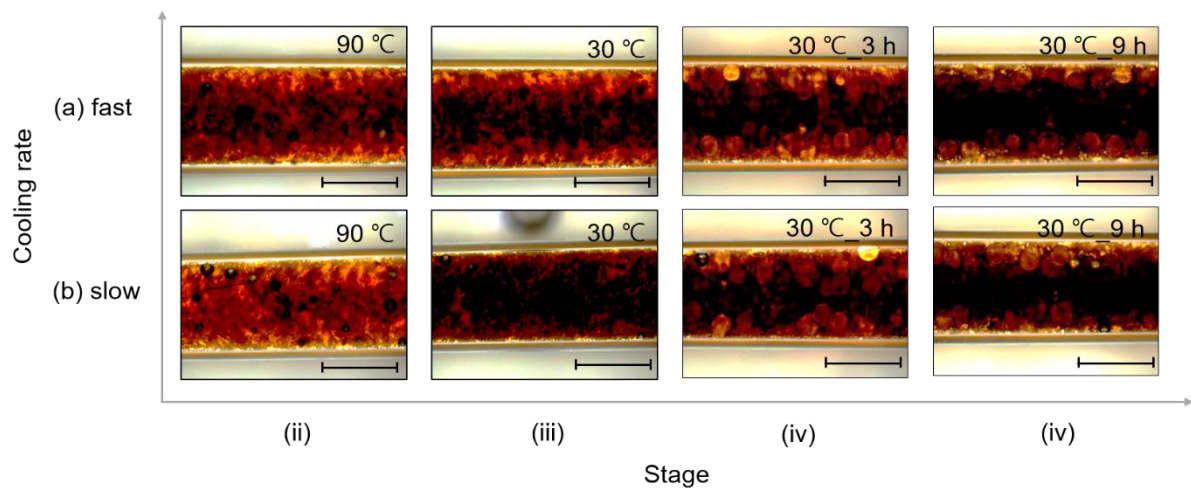 Cooling rate
(a) fast
90 ℃
30 ℃
30 ℃_3 h
30 ℃_9 h
(b) slow
90 ℃
30 ℃
30 ℃_3 h
30 ℃_9 h
(ii)
(iii)
(iv)
(iv)
Stage